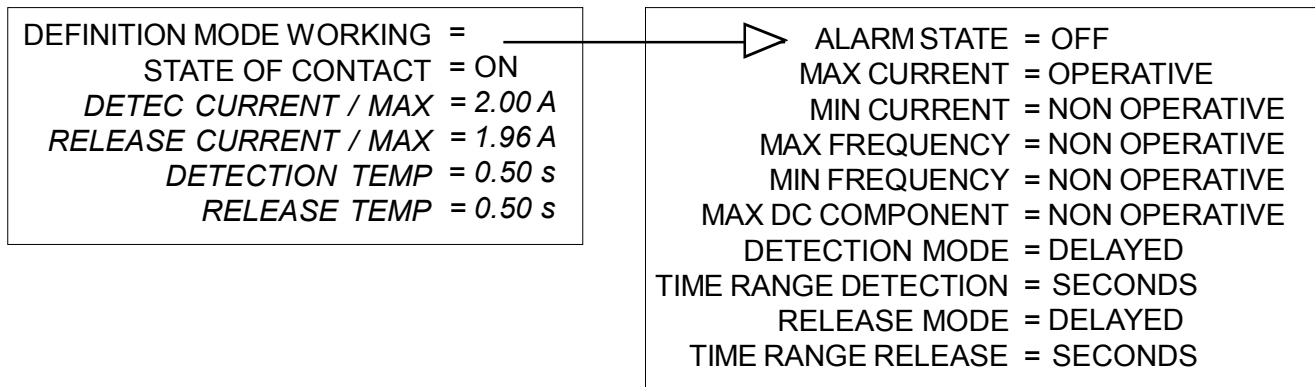 DEFINITION MODE WORKING =
STATE OF CONTACT = ON
DETEC CURRENT / MAX = 2.00 A
RELEASE CURRENT / MAX = 1.96 A
DETECTION TEMP = 0.50 s
RELEASE TEMP = 0.50 s
ALARM STATE = OFF
MAX CURRENT = OPERATIVE
MIN CURRENT = NON OPERATIVE
MAX FREQUENCY = NON OPERATIVE
MIN FREQUENCY = NON OPERATIVE
MAX DC COMPONENT = NON OPERATIVE
DETECTION MODE = DELAYED
TIME RANGE DETECTION = SECONDS
RELEASE MODE = DELAYED
TIME RANGE RELEASE = SECONDS